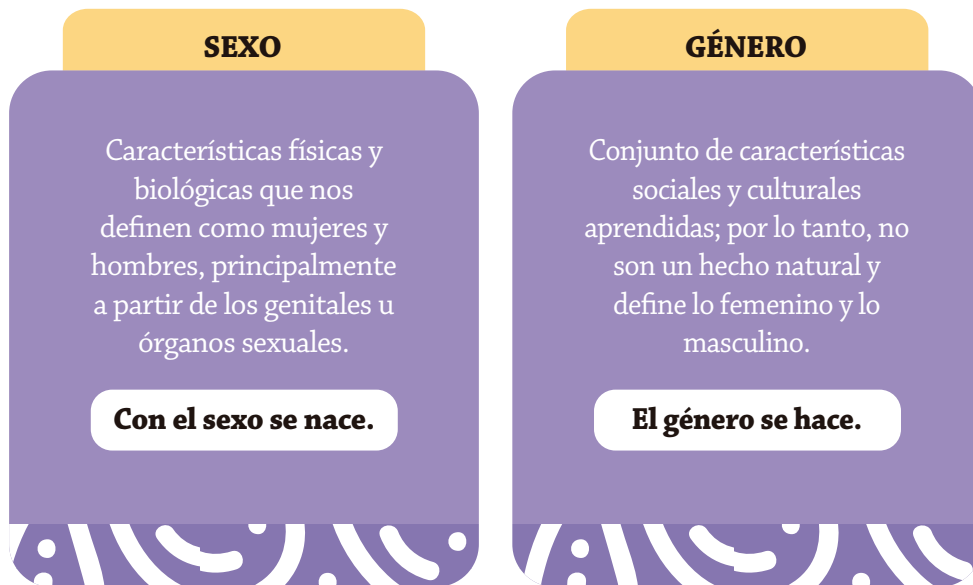 SEXO
Características físicas y
biológicas que nos
definen como mujeres y
hombres, principalmente
a partir de los genitales u
órganos sexuales.
Con el sexo se nace.
GÉNERO
Conjunto de características
sociales y culturales
aprendidas; por lo tanto, no
son un hecho natural y
define lo femenino y lo
masculino.
El género se hace.